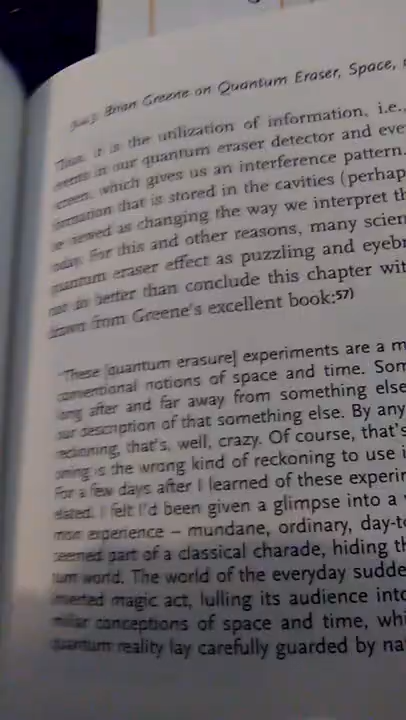 Brian Greene on Quantum Eraser, Space,
Thus, it is the utilization of information, i.e.,
in our quantum eraser detector and eve
screen, which gives us an interference pattern.
formation that is stored in the cavities (perhap
be viewed as changing the way we interpret th
today. For this and other reasons, many scien
quantum eraser effect as puzzling and eyebr
not do better than conclude this chapter wit
drawn from Greene's excellent book:57)
"These [quantum erasure] experiments are a m
conventional notions of space and time. Som
long after and far away from something else
our description of that something else. By any
reckoning, that's, well, crazy. Of course, that's
is the wrong kind of reckoning to use i
For a few days after I learned of these experim
elated. I felt I'd been given a glimpse into a
mon experience – mundane, ordinary, day-to
seemed part of a classical charade, hiding th
tum world. The world of the everyday sudde
inverted magic act, lulling its audience into
miliar conceptions of space and time, whi
quantum reality lay carefully guarded by na